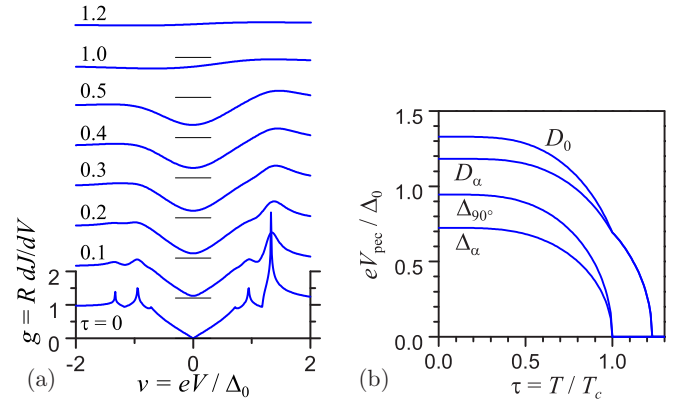 1.2
1.0
0.5
0.4
0.3
0.2
0.1
2
1
0
g = R dJ/dV
τ = 0
-2
0
2
(a)
v = eV / Δ₀
1.5
1.0
0.5
0.0
eVpec / Δ₀
D₀
Dα
Δ90°
Δα
0.0
0.5
1.0
(b)
τ = T / Tc